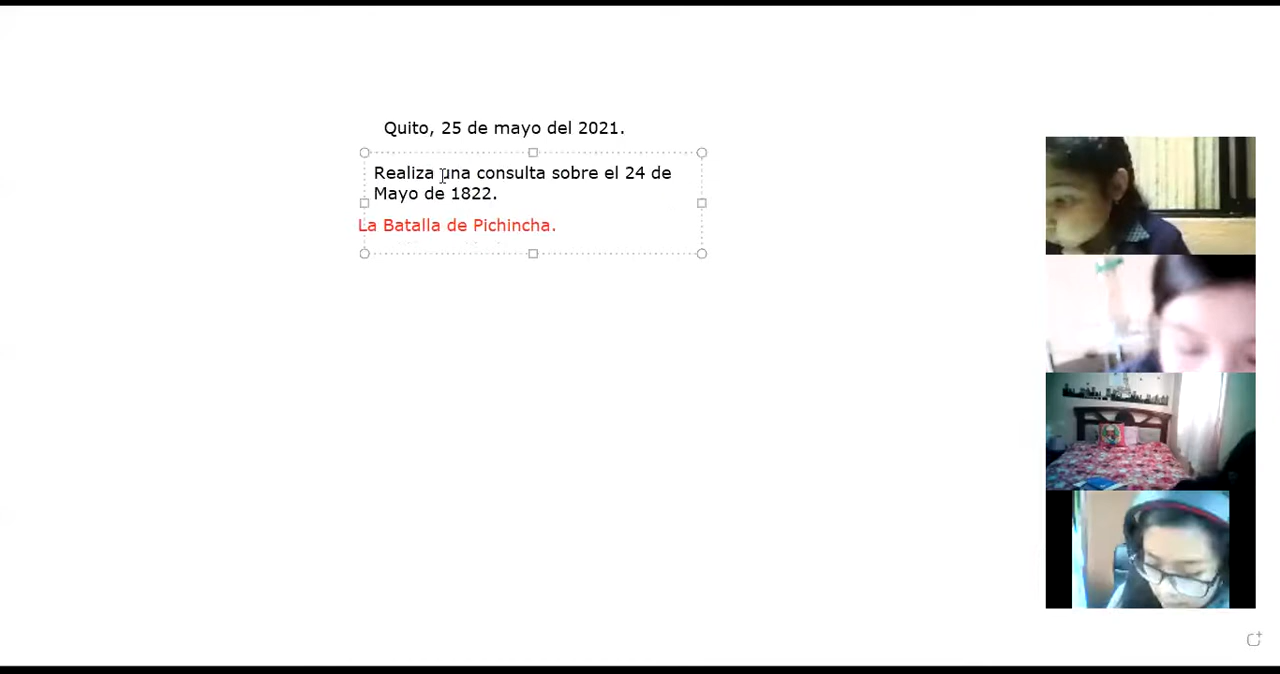 Quito, 25 de mayo del 2021.
Realiza una consulta sobre el 24 de
Mayo de 1822.
La Batalla de Pichincha.